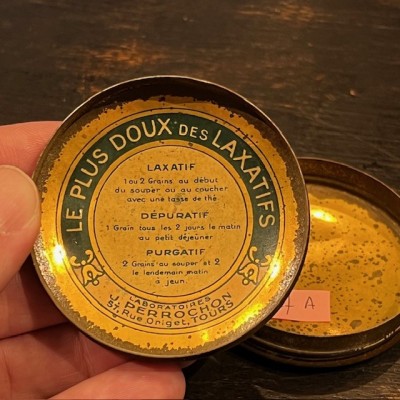 LE PLUS DOUX DES LAXATIFS
LAXATIF
1 ou 2 Grains au début
du souper ou au coucher
avec une tasse de thé
DÉPURATIF
1 Grain tous les 2 jours le matin
au petit déjeûner
PURGATIF
2 Grains au souper et 2
le lendemain matin
à jeun
LABORATOIRES
J. PERROCHON
5, Rue Origet, TOURS
A